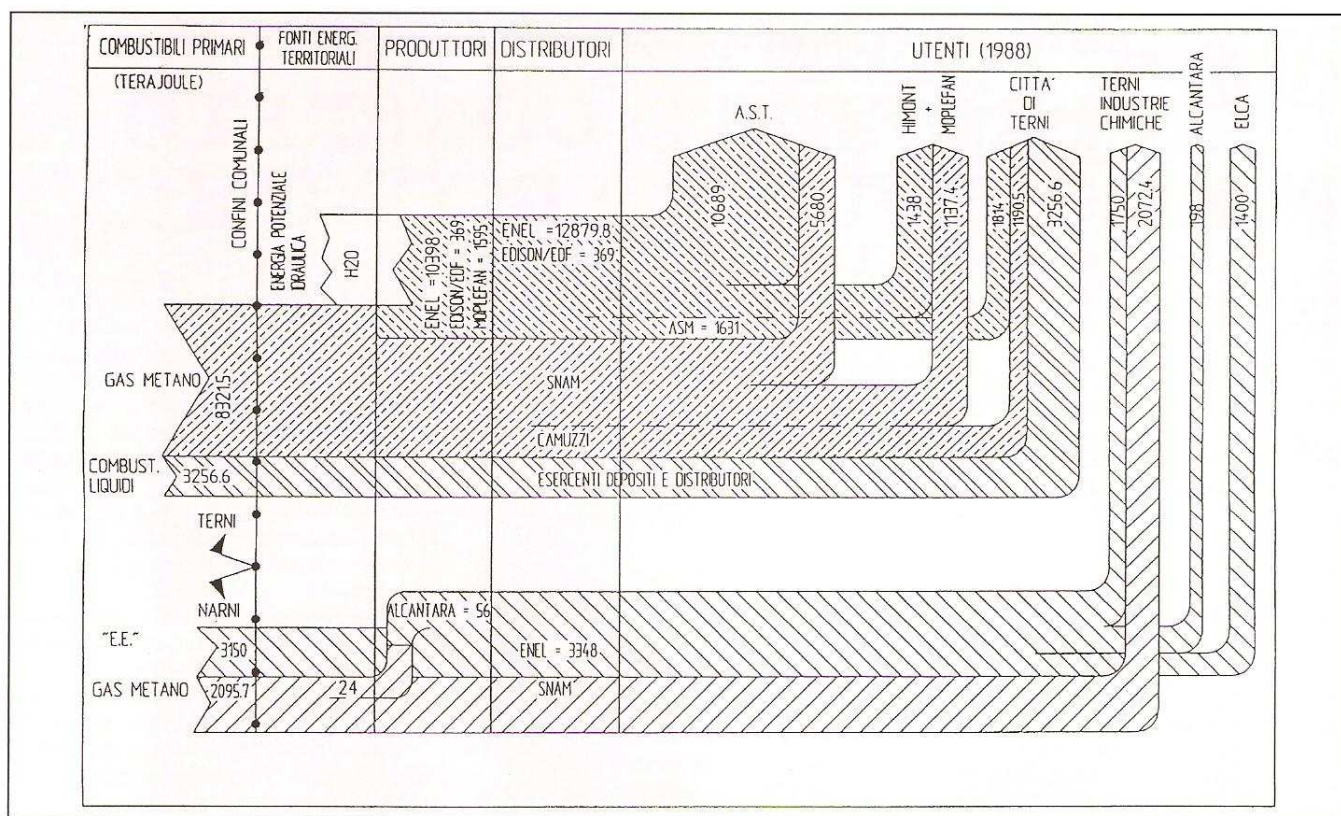 COMBUSTIBILI PRIMARI
FONTI ENERG.
TERRITORIALI
PRODUTTORI
DISTRIBUTORI
UTENTI (1988)
(TERAJOULE)
CONFINI COMUNALI
ENERGIA POTENZIALE
IDRAULICA
H2O
ENEL =10398
EDISON/EDF = 369
MOPLEFAN = 1595
ENEL =12879.8
EDISON/EDF = 369
ASM = 1631
A.S.T.
10689
5680
HIMONT
+
MOPLEFAN
1438
1137.4
CITTA'
DI
TERNI
1814
1190.5
3256.6
TERNI
INDUSTRIE
CHIMICHE
1750
2072.4
ALCANTARA
198
ELCA
1400
GAS METANO
8321.5
SNAM
CAMUZZI
COMBUST.
LIQUIDI
3256.6
ESERCENTI DEPOSITI E DISTRIBUTORI
TERNI
NARNI
"E.E."
3150
ALCANTARA = 56
ENEL = 3348
GAS METANO
2095.7
24
SNAM